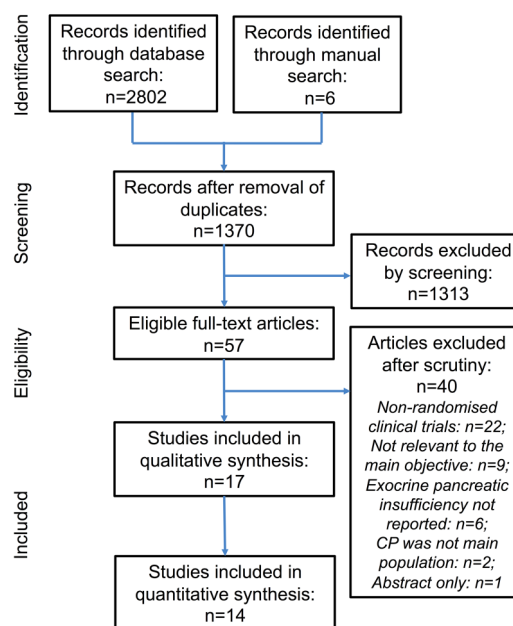 Identification
Records identified
through database
search:
n=2802
Records identified
through manual
search:
n=6
Screening
Records after removal of
duplicates:
n=1370
Records excluded
by screening:
n=1313
Eligibility
Eligible full-text articles:
n=57
Articles excluded
after scrutiny:
n=40
Non-randomised
clinical trials: n=22;
Not relevant to the
main objective: n=9;
Exocrine pancreatic
insufficiency not
reported: n=6;
CP was not main
population: n=2;
Abstract only: n=1
Included
Studies included in
qualitative synthesis:
n=17
Studies included in
quantitative synthesis:
n=14